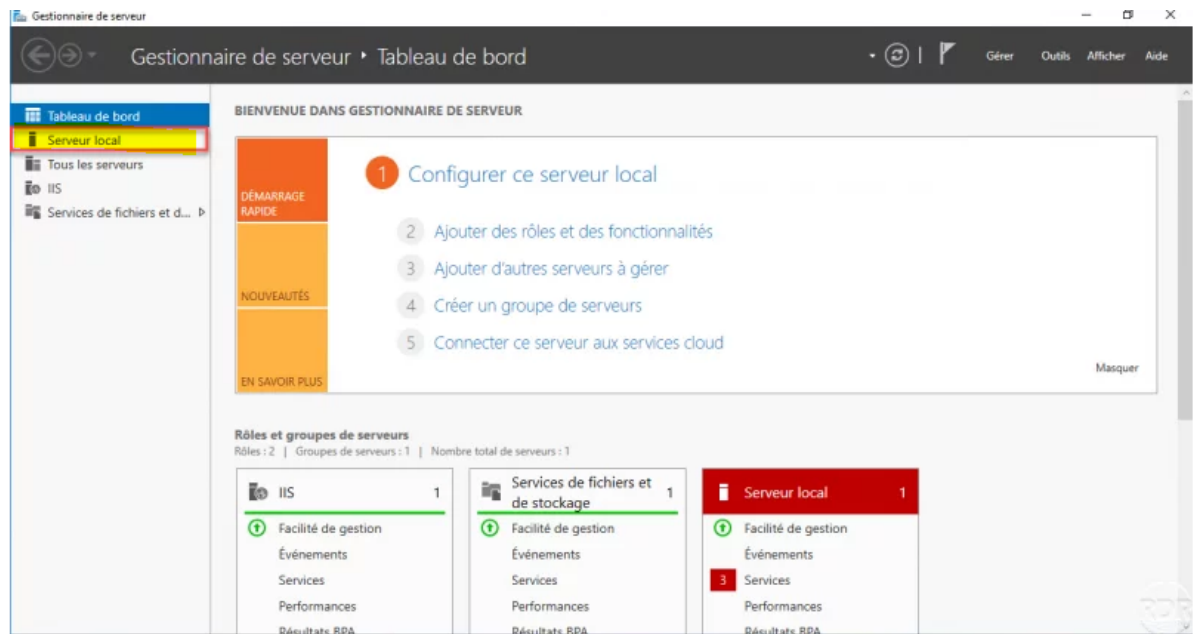 Gestionnaire de serveur
Gestionnaire de serveur ‣ Tableau de bord
Gérer Outils Afficher Aide
Tableau de bord
Serveur local
Tous les serveurs
IIS
Services de fichiers et d...
BIENVENUE DANS GESTIONNAIRE DE SERVEUR
DÉMARRAGE
RAPIDE
NOUVEAUTÉS
EN SAVOIR PLUS
1 Configurer ce serveur local
2 Ajouter des rôles et des fonctionnalités
3 Ajouter d'autres serveurs à gérer
4 Créer un groupe de serveurs
5 Connecter ce serveur aux services cloud
Masquer
Rôles et groupes de serveurs
Rôles : 2 | Groupes de serveurs : 1 | Nombre total de serveurs : 1
IIS 1
Facilité de gestion
Événements
Services
Performances
Résultats BPA
Services de fichiers et
de stockage 1
Facilité de gestion
Événements
Services
Performances
Résultats BPA
Serveur local 1
Facilité de gestion
Événements
3 Services
Performances
Résultats BPA